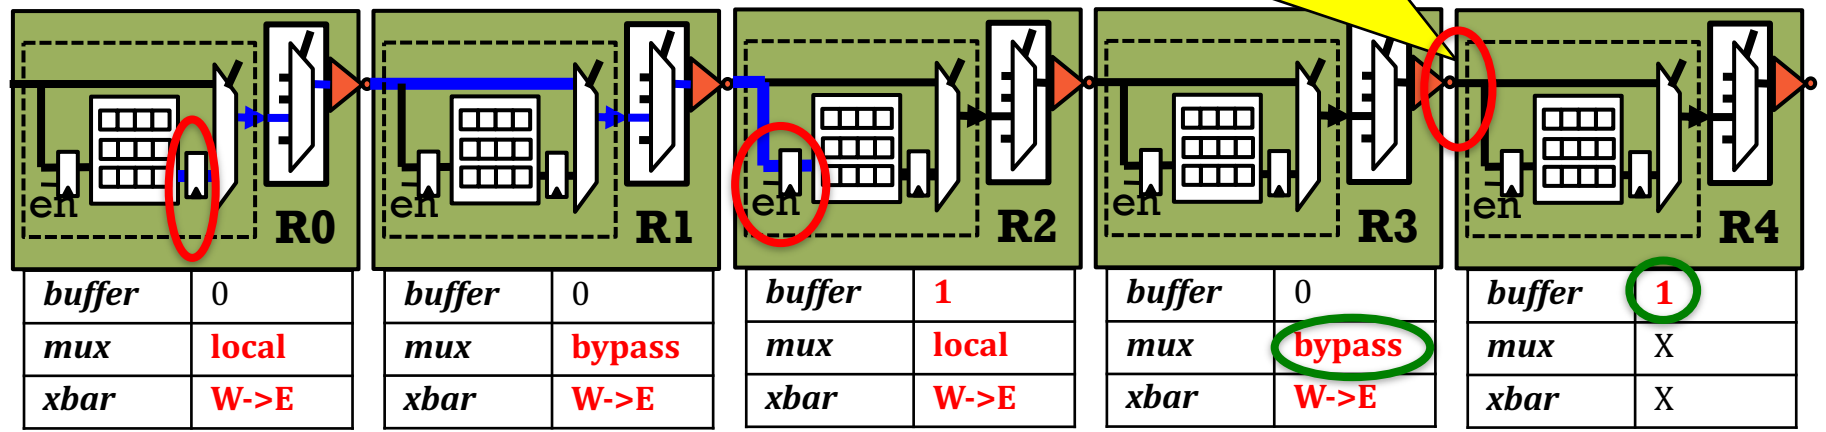 en en en en en
R0 R1 R2 R3 R4
buffer 0 buffer 0 buffer 1 buffer 0 buffer 1
mux local mux bypass mux local mux bypass mux X
xbar W->E xbar W->E xbar W->E xbar W->E xbar X